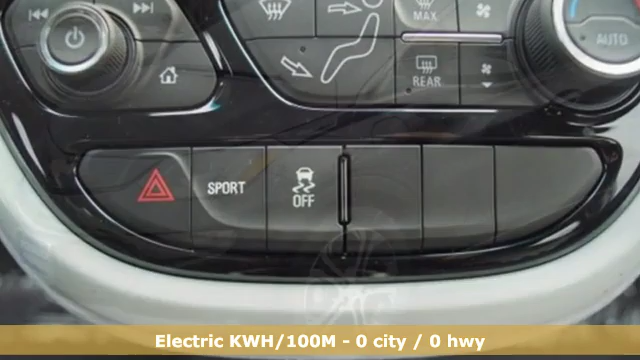 MAX
AUTO
REAR
SPORT
OFF
Electric KWH/100M - 0 city / 0 hwy